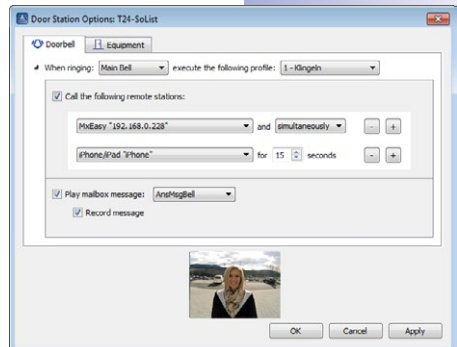 Door Station Options: T24-SoList
Doorbell Equipment
When ringing: Main Bell execute the following profile: 1 - Klingeln
Call the following remote stations:
MxEasy "192.168.0.228" and simultaneously - +
iPhone/iPad "iPhone" for 15 seconds - +
Play mailbox message: AnsMsgBell
Record message
OK Cancel Apply